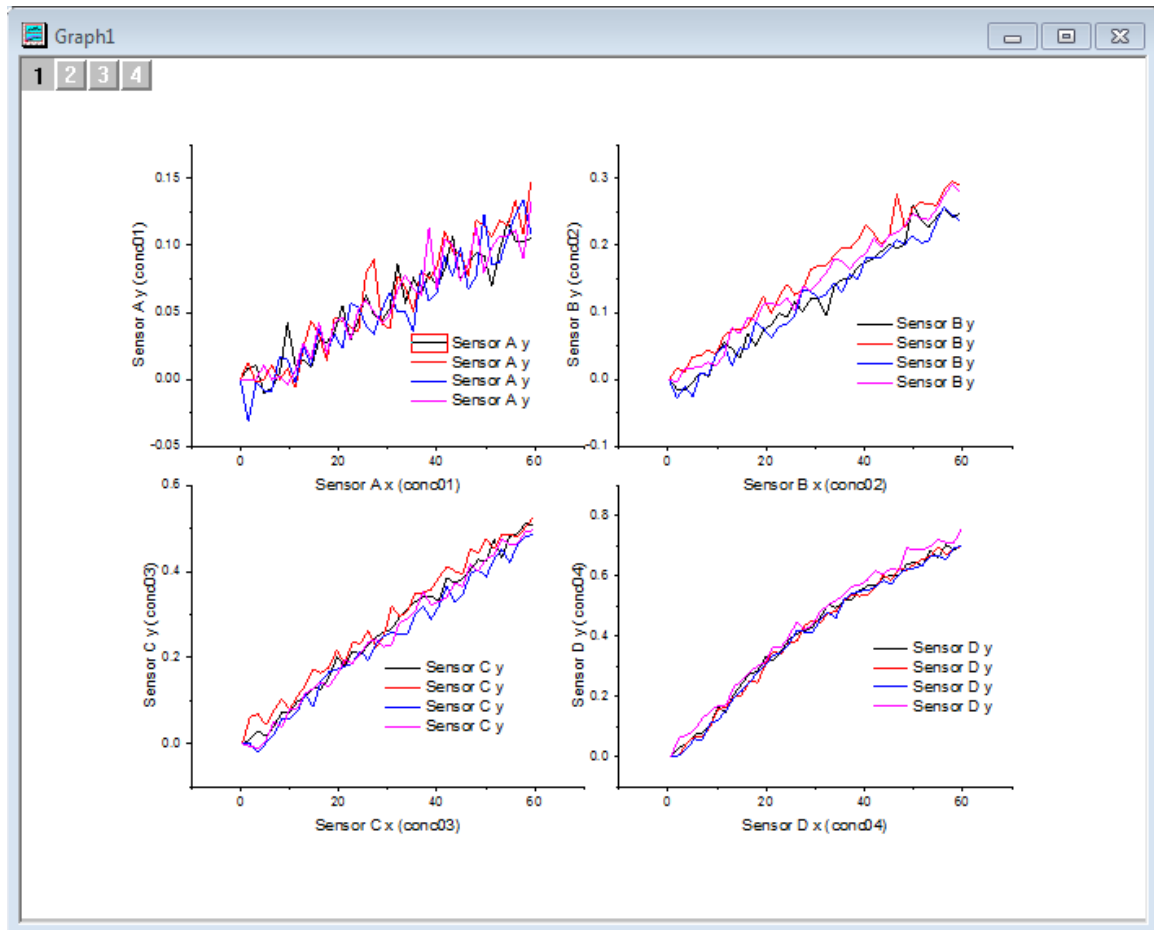 Graph1
1 2 3 4
0.15
0.10
0.05
0.00
-0.05
Sensor A y (conc01)
Sensor A y
Sensor A y
Sensor A y
Sensor A y
0 20 40 60
Sensor A x (conc01)
0.3
0.2
0.1
0.0
-0.1
Sensor B y (conc02)
Sensor B y
Sensor B y
Sensor B y
Sensor B y
0 20 40 60
Sensor B x (conc02)
0.6
0.4
0.2
0.0
Sensor C y (conc03)
Sensor C y
Sensor C y
Sensor C y
Sensor C y
0 20 40 60
Sensor C x (conc03)
0.8
0.6
0.4
0.2
0.0
Sensor D y (conc04)
Sensor D y
Sensor D y
Sensor D y
Sensor D y
0 20 40 60
Sensor D x (conc04)